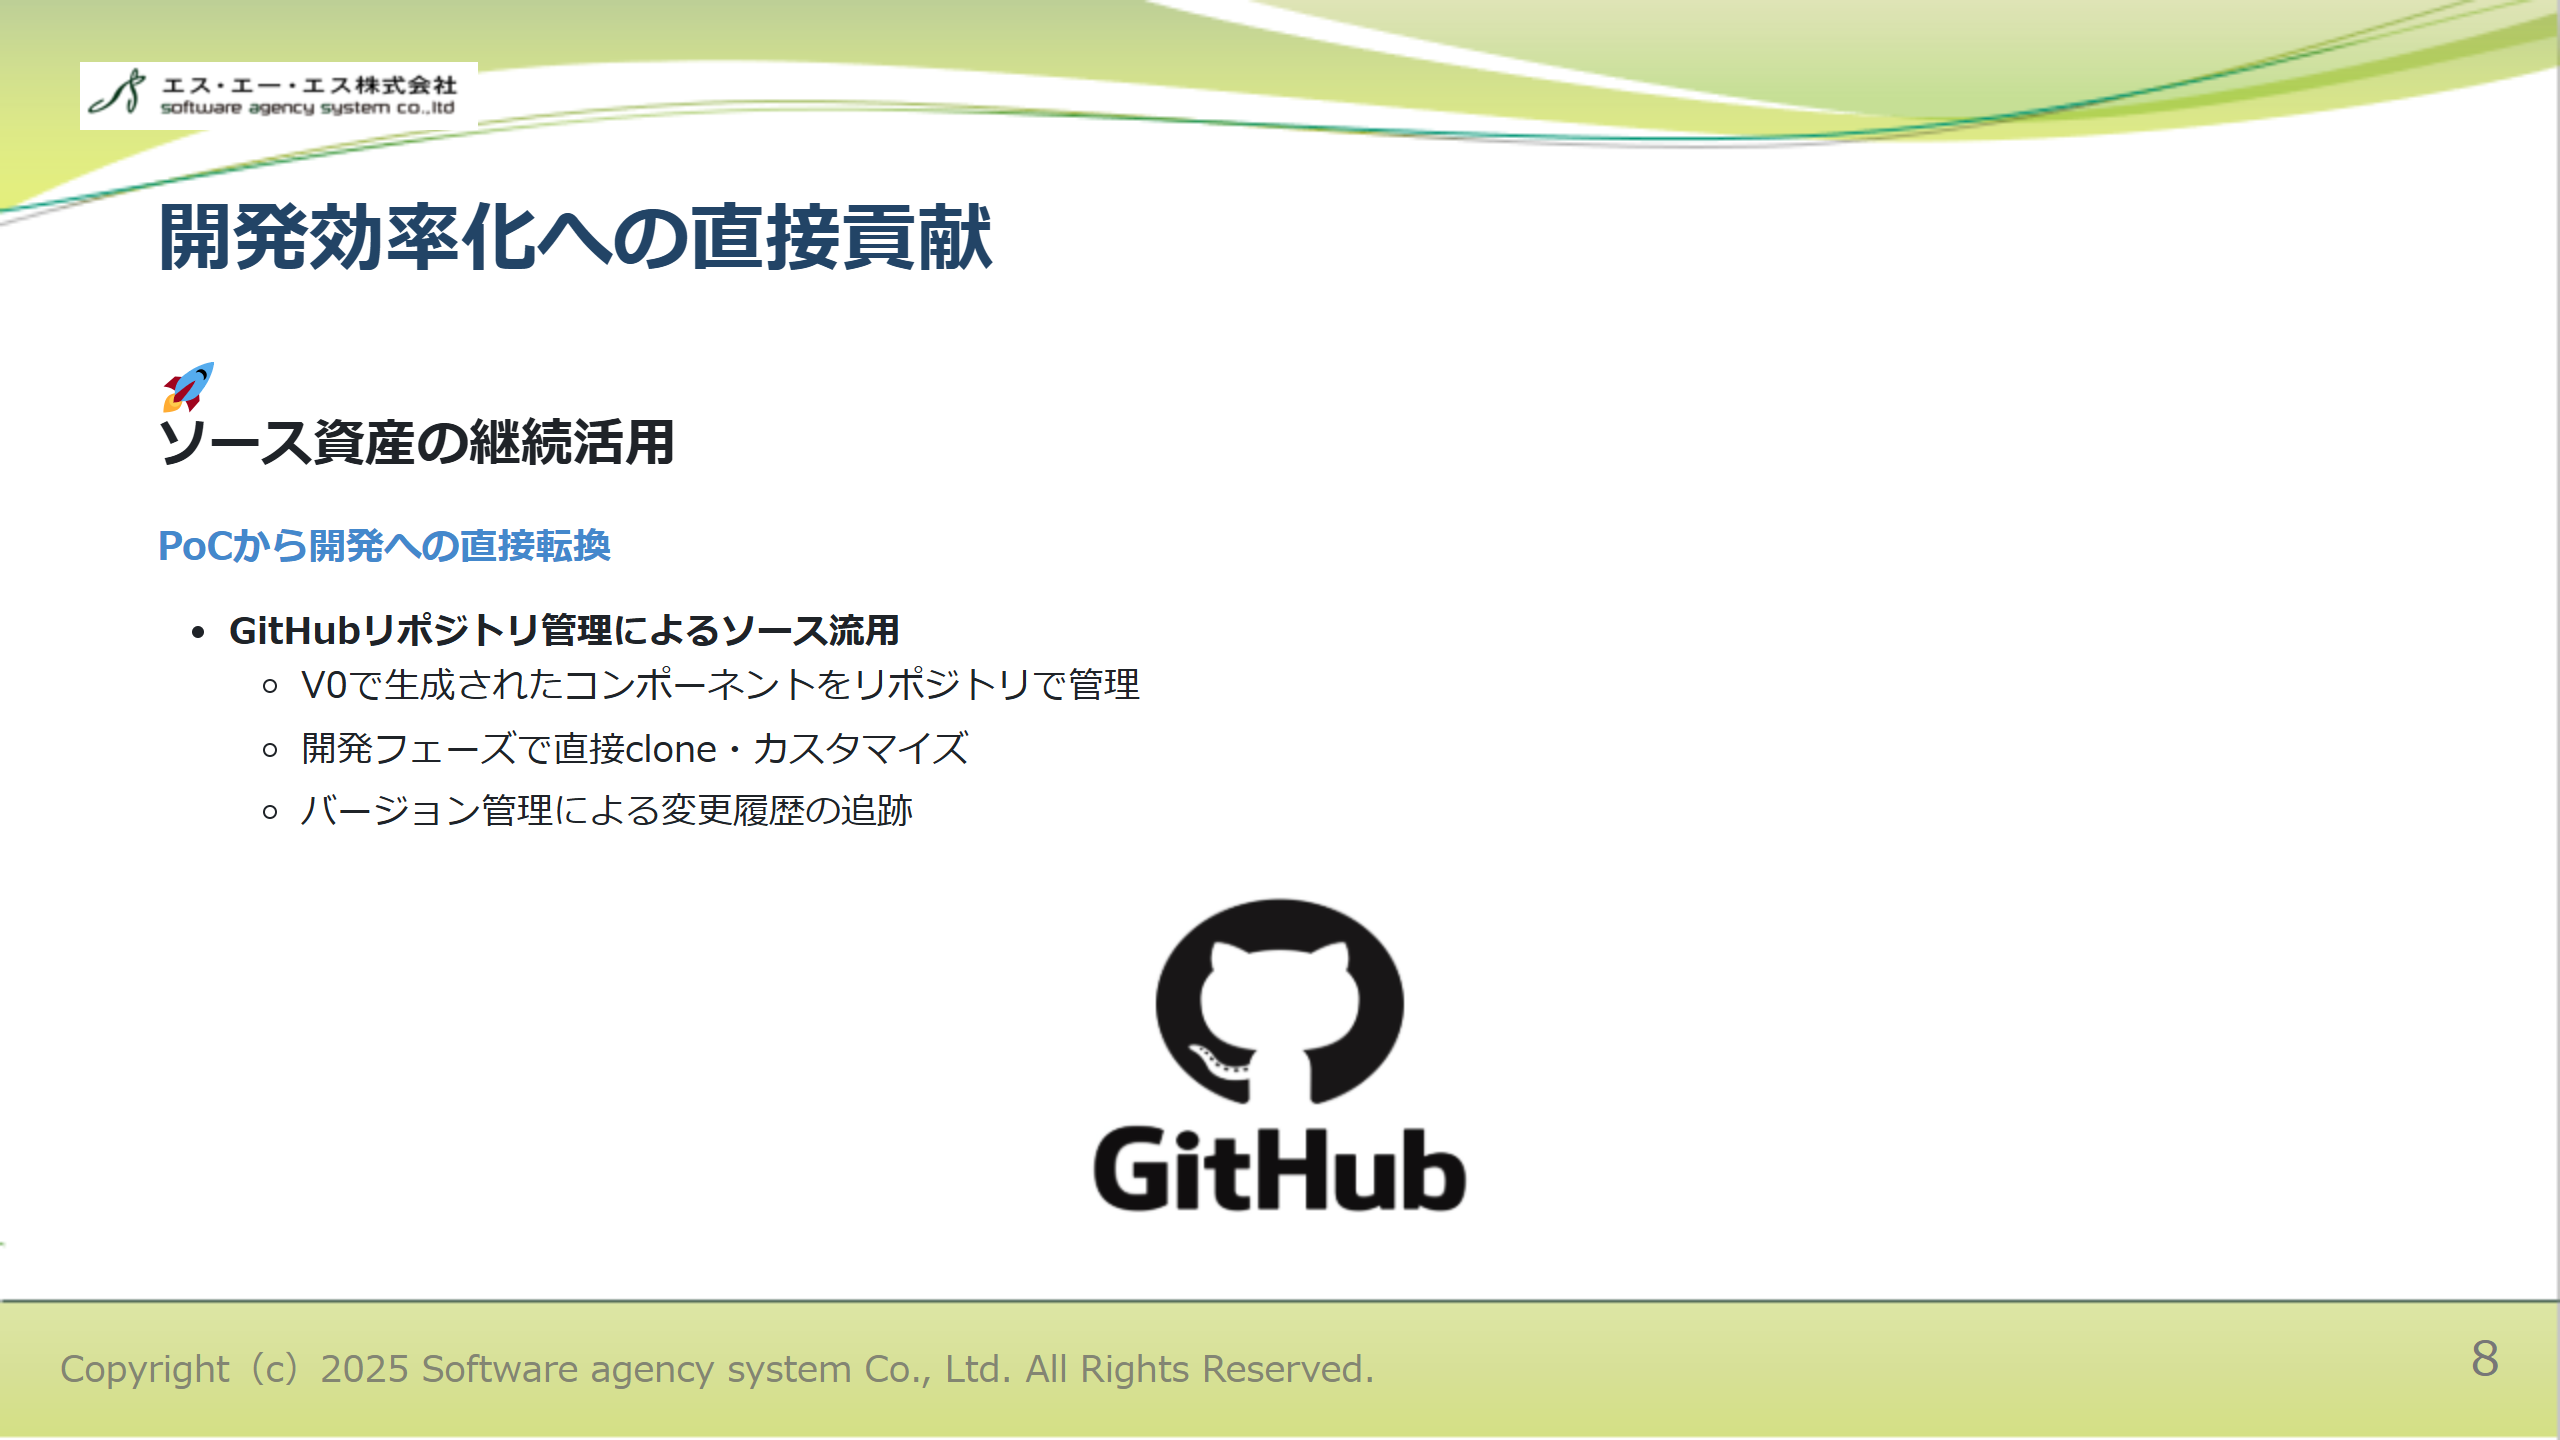 エス・エー・エス株式会社
software agency system co.,ltd
開発効率化への直接貢献
ソース資産の継続活用
PoCから開発への直接転換
GitHubリポジトリ管理によるソース流用
V0で生成されたコンポーネントをリポジトリで管理
開発フェーズで直接clone・カスタマイズ
バージョン管理による変更履歴の追跡
GitHub
Copyright（c）2025 Software agency system Co., Ltd. All Rights Reserved.
8